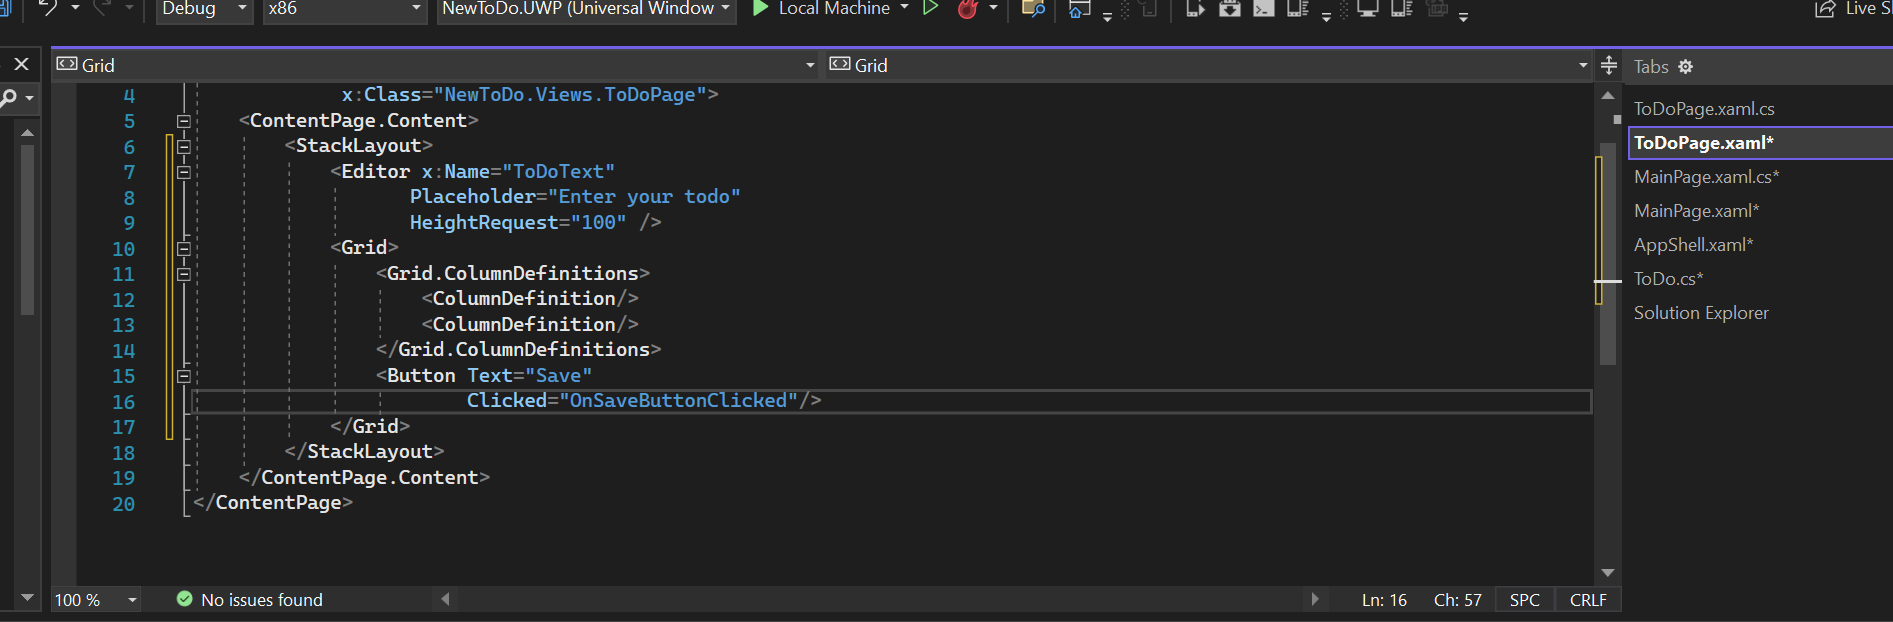 Debug x86 NewToDo.UWP (Universal Window Local Machine Live S
Grid Grid Tabs
4 x:Class="NewToDo.Views.ToDoPage">
5 <ContentPage.Content>
6 <StackLayout>
7 <Editor x:Name="ToDoText"
8 Placeholder="Enter your todo"
9 HeightRequest="100" />
10 <Grid>
11 <Grid.ColumnDefinitions>
12 <ColumnDefinition/>
13 <ColumnDefinition/>
14 </Grid.ColumnDefinitions>
15 <Button Text="Save"
16 Clicked="OnSaveButtonClicked"/>
17 </Grid>
18 </StackLayout>
19 </ContentPage.Content>
20 </ContentPage>
ToDoPage.xaml.cs
ToDoPage.xaml*
MainPage.xaml.cs*
MainPage.xaml*
AppShell.xaml*
ToDo.cs*
Solution Explorer
100 % No issues found Ln: 16 Ch: 57 SPC CRLF